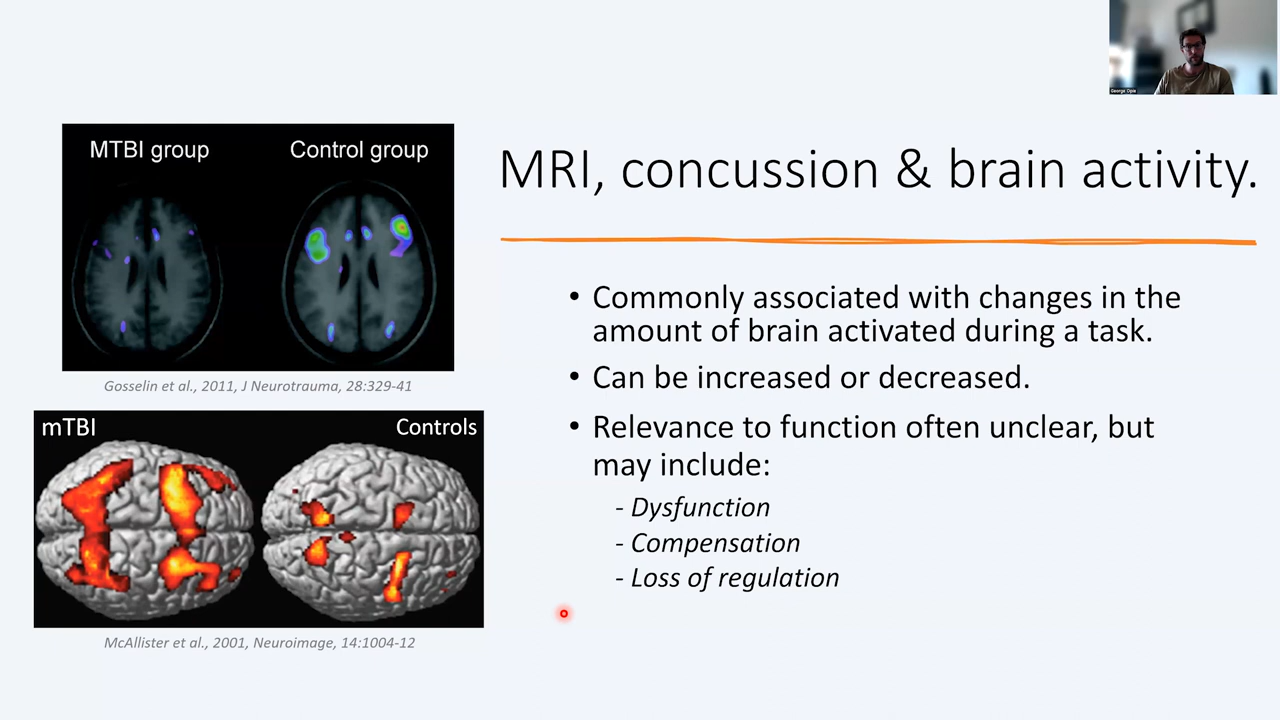 George Opie
MTBI group
Control group
MRI, concussion & brain activity.
Gosselin et al., 2011, J Neurotrauma, 28:329-41
mTBI
Controls
McAllister et al., 2001, Neuroimage, 14:1004-12
• Commonly associated with changes in the
amount of brain activated during a task.
• Can be increased or decreased.
• Relevance to function often unclear, but
may include:
- Dysfunction
- Compensation
- Loss of regulation